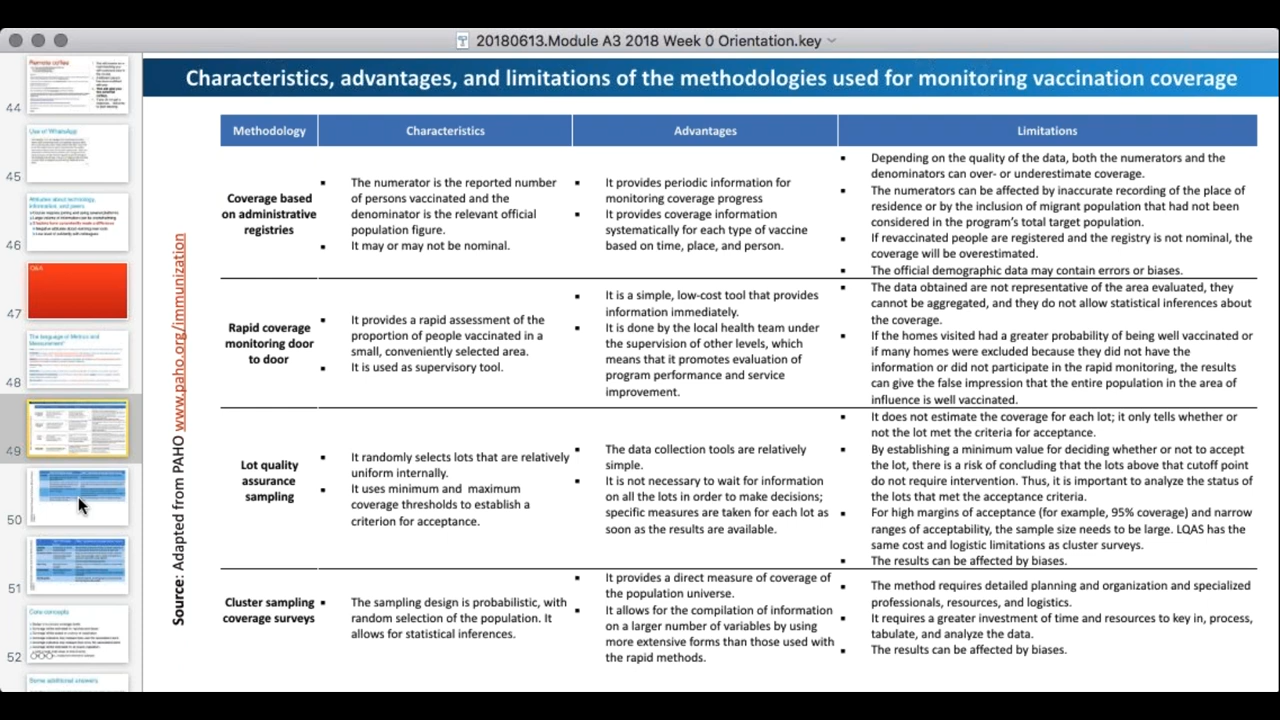 20180613.Module A3 2018 Week 0 Orientation.key
44
Use of WhatsApp
45
Attitudes about technology,
information, and peers
46
Q&A
47
The language of Metrics and
Measurement
48
49
50
51
Core concepts
52
Some additional answers
Characteristics, advantages, and limitations of the methodologies used for monitoring vaccination coverage
Source: Adapted from PAHO www.paho.org/immunization
Methodology
Characteristics
Advantages
Limitations
Coverage based
on administrative
registries
▪ The numerator is the reported number
of persons vaccinated and the
denominator is the relevant official
population figure.
▪ It may or may not be nominal.
▪ It provides periodic information for
monitoring coverage progress
▪ It provides coverage information
systematically for each type of vaccine
based on time, place, and person.
▪ Depending on the quality of the data, both the numerators and the
denominators can over- or underestimate coverage.
▪ The numerators can be affected by inaccurate recording of the place of
residence or by the inclusion of migrant population that had not been
considered in the program's total target population.
▪ If revaccinated people are registered and the registry is not nominal, the
coverage will be overestimated.
▪ The official demographic data may contain errors or biases.
Rapid coverage
monitoring door
to door
▪ It provides a rapid assessment of the
proportion of people vaccinated in a
small, conveniently selected area.
▪ It is used as supervisory tool.
▪ It is a simple, low-cost tool that provides
information immediately.
▪ It is done by the local health team under
the supervision of other levels, which
means that it promotes evaluation of
program performance and service
improvement.
▪ The data obtained are not representative of the area evaluated, they
cannot be aggregated, and they do not allow statistical inferences about
the coverage.
▪ If the homes visited had a greater probability of being well vaccinated or
if many homes were excluded because they did not have the
information or did not participate in the rapid monitoring, the results
can give the false impression that the entire population in the area of
influence is well vaccinated.
Lot quality
assurance
sampling
▪ It randomly selects lots that are relatively
uniform internally.
▪ It uses minimum and maximum
coverage thresholds to establish a
criterion for acceptance.
▪ The data collection tools are relatively
simple.
▪ It is not necessary to wait for information
on all the lots in order to make decisions;
specific measures are taken for each lot as
soon as the results are available.
▪ It does not estimate the coverage for each lot; it only tells whether or
not the lot met the criteria for acceptance.
▪ By establishing a minimum value for deciding whether or not to accept
the lot, there is a risk of concluding that the lots above that cutoff point
do not require intervention. Thus, it is important to analyze the status of
the lots that met the acceptance criteria.
▪ For high margins of acceptance (for example, 95% coverage) and narrow
ranges of acceptability, the sample size needs to be large. LQAS has the
same cost and logistic limitations as cluster surveys.
▪ The results can be affected by biases.
Cluster sampling
coverage surveys
▪ The sampling design is probabilistic, with
random selection of the population. It
allows for statistical inferences.
▪ It provides a direct measure of coverage of
the population universe.
▪ It allows for the compilation of information
on a larger number of variables by using
more extensive forms than those used with
the rapid methods.
▪ The method requires detailed planning and organization and specialized
professionals, resources, and logistics.
▪ It requires a greater investment of time and resources to key in, process,
tabulate, and analyze the data.
▪ The results can be affected by biases.